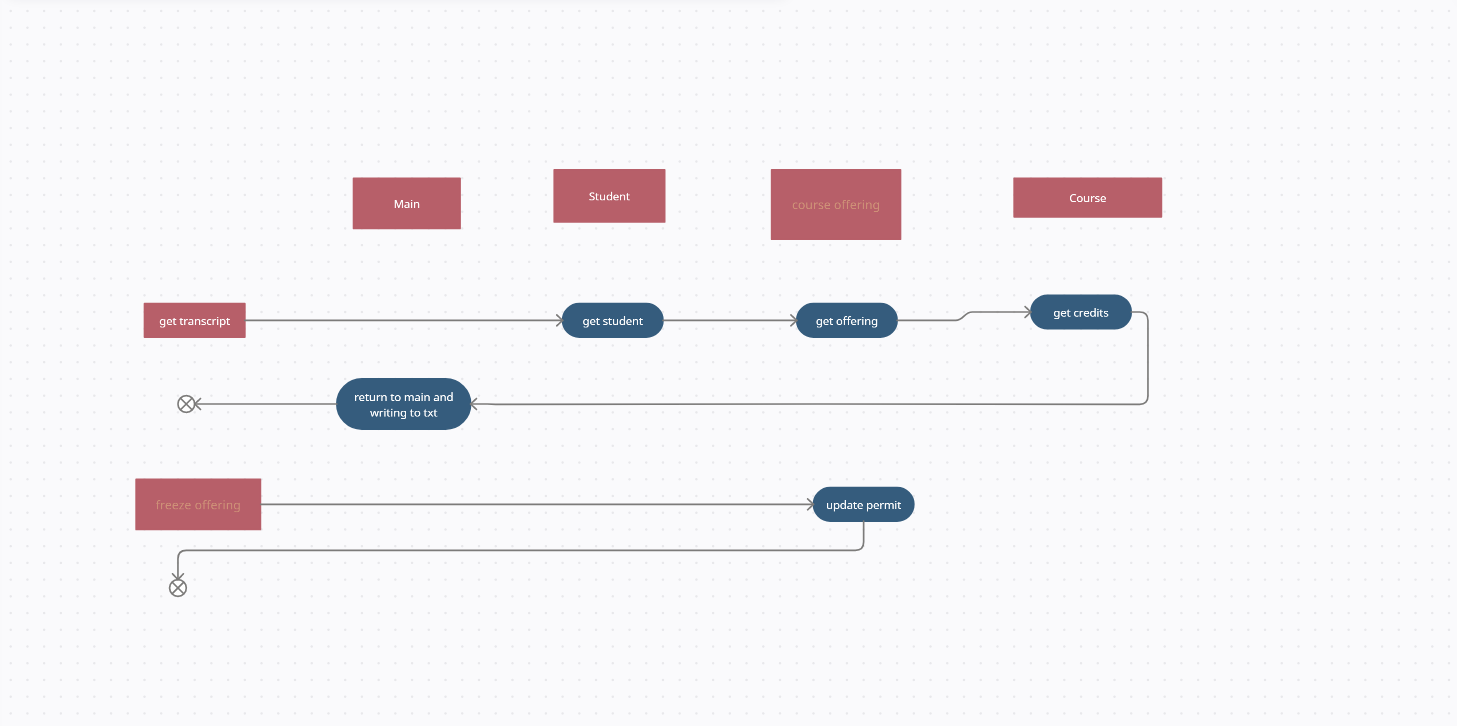 Main
Student
course offering
Course
get transcript
get student
get offering
get credits
return to main and
writing to txt
freeze offering
update permit